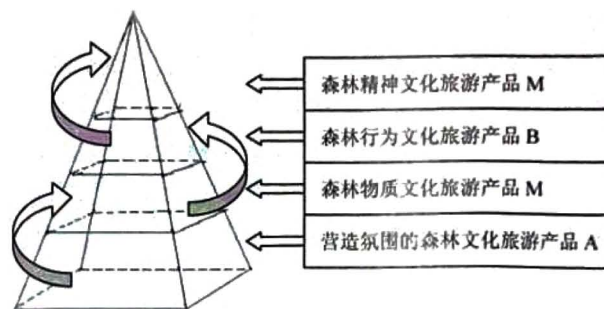 森林精神文化旅游产品 M
森林行为文化旅游产品 B
森林物质文化旅游产品 M
营造氛围的森林文化旅游产品 A